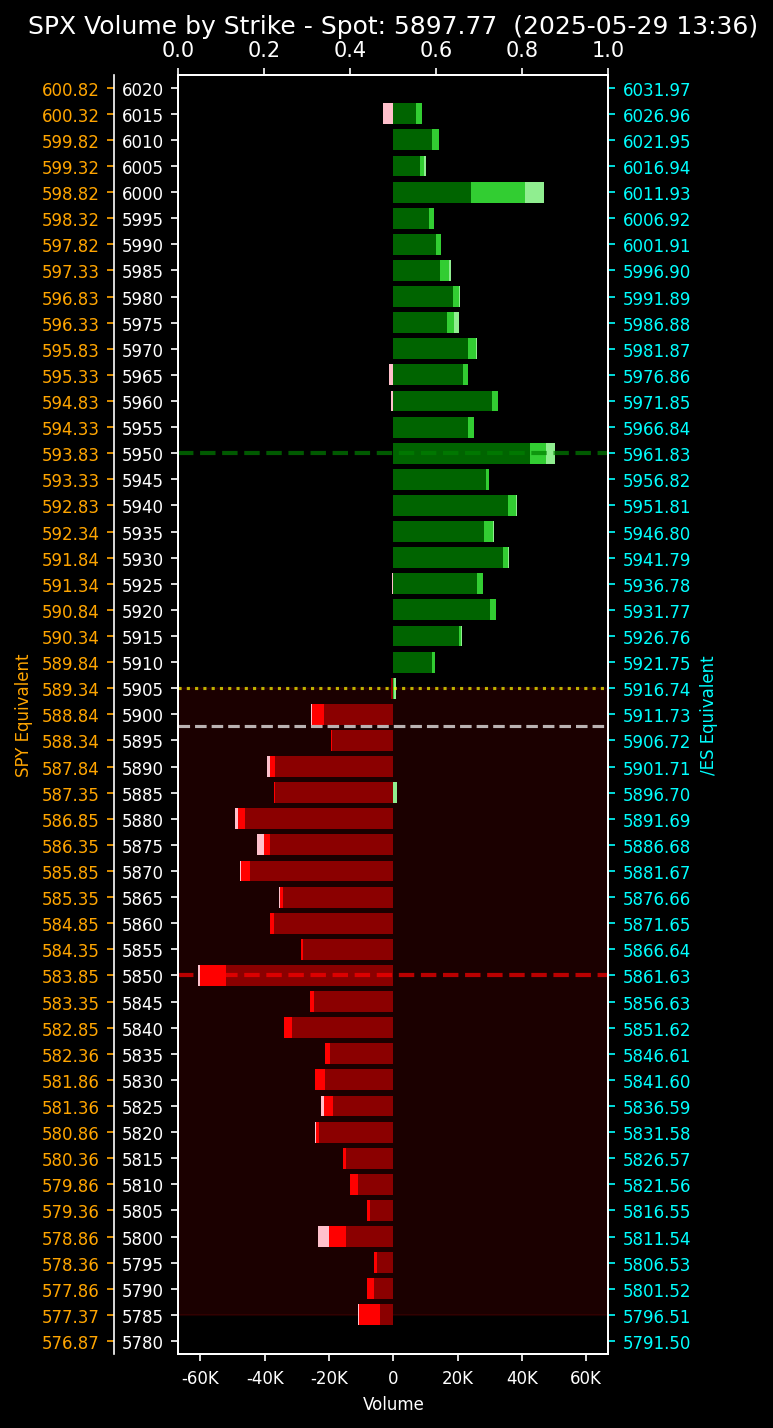 SPX Volume by Strike - Spot: 5897.77 (2025-05-29 13:36)
0.0 0.2 0.4 0.6 0.8 1.0
600.82 6020 6031.97
600.32 6015 6026.96
599.82 6010 6021.95
599.32 6005 6016.94
598.82 6000 6011.93
598.32 5995 6006.92
597.82 5990 6001.91
597.33 5985 5996.90
596.83 5980 5991.89
596.33 5975 5986.88
595.83 5970 5981.87
595.33 5965 5976.86
594.83 5960 5971.85
594.33 5955 5966.84
593.83 5950 5961.83
593.33 5945 5956.82
592.83 5940 5951.81
592.34 5935 5946.80
591.84 5930 5941.79
591.34 5925 5936.78
590.84 5920 5931.77
590.34 5915 5926.76
589.84 5910 5921.75
589.34 5905 5916.74
588.84 5900 5911.73
588.34 5895 5906.72
587.84 5890 5901.71
587.35 5885 5896.70
586.85 5880 5891.69
586.35 5875 5886.68
585.85 5870 5881.67
585.35 5865 5876.66
584.85 5860 5871.65
584.35 5855 5866.64
583.85 5850 5861.63
583.35 5845 5856.63
582.85 5840 5851.62
582.36 5835 5846.61
581.86 5830 5841.60
581.36 5825 5836.59
580.86 5820 5831.58
580.36 5815 5826.57
579.86 5810 5821.56
579.36 5805 5816.55
578.86 5800 5811.54
578.36 5795 5806.53
577.86 5790 5801.52
577.37 5785 5796.51
576.87 5780 5791.50
SPY Equivalent
/ES Equivalent
-60K -40K -20K 0 20K 40K 60K
Volume